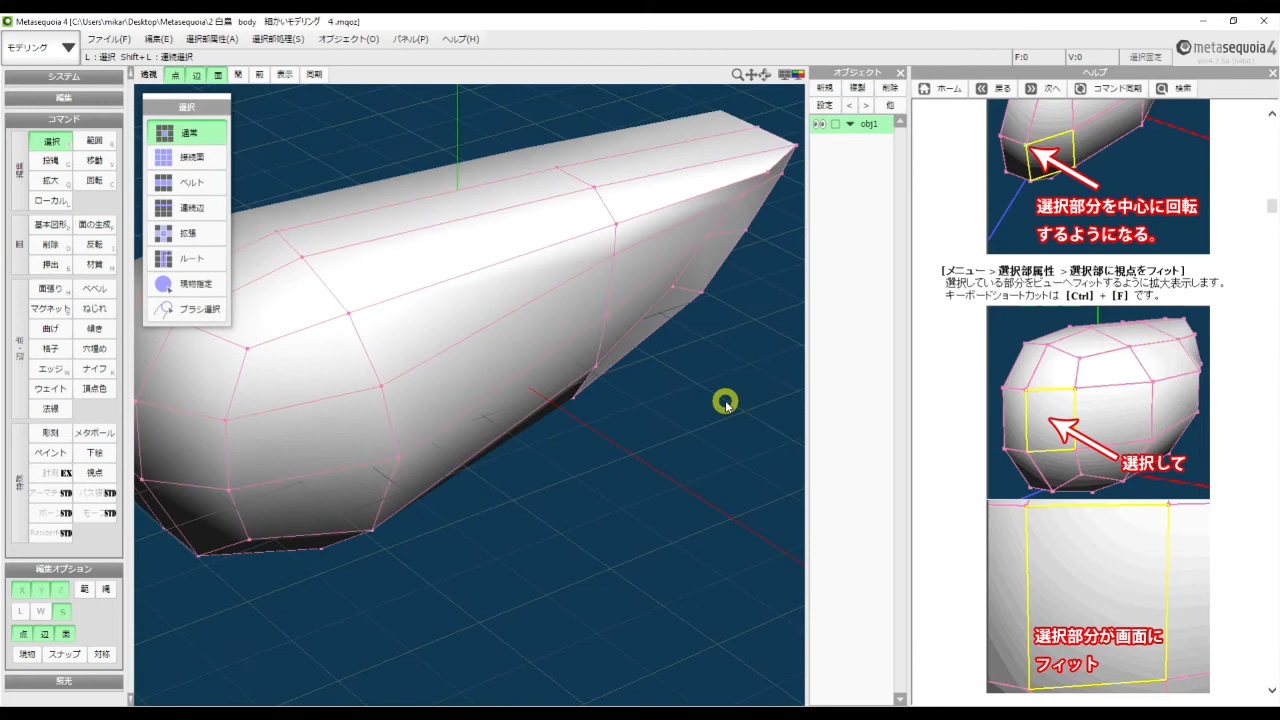 Metasequoia 4 [C:\Users\mikar\Desktop\Metasequoia\2 白鳥 body 細かいモデリング 4 .mqoz]
モデリング
ファイル(F)
編集(E)
選択部属性(A)
選択部処理(S)
オブジェクト(O)
パネル(P)
ヘルプ(H)
L : 選択 Shift+L : 連続選択
F:0
V:0
選択固定
metasequoia 4
システム
編集
コマンド
選択
範囲 R
投縄 G
移動 V
拡大 Q
回転 C
ローカル L
基本図形 P
面の生成 F
削除 D
反転 I
押出 E
材質 M
面張り H
ベベル
マグネット N
ねじれ
曲げ
傾き
格子
穴埋め
エッジ W
ナイフ K
ウェイト
頂点色
法線
彫刻
メタボール
ペイント
下絵
計測 EX
視点
STD
STD
STD
STD
STD
編集オプション
X Y Z
範
縄
L W S
点 辺 面
現物
スナップ
対称
照光
透視
点
辺
面
簡
前
表示
同期
選択
通常
接続面
ベルト
連続辺
拡張
ルート
現物指定
ブラシ選択
オブジェクト
新規
複製
削除
設定
<
>
他
obj1
ヘルプ
ホーム
戻る
次へ
コマンド同期
検索
選択部分を中心に回転
するようになる。
[メニュー > 選択部属性 > 選択部に視点をフィット]
選択している部分をビューへフィットするように拡大表示します。
キーボードショートカットは [Ctrl] + [F] です。
選択して
選択部分が画面に
フィット